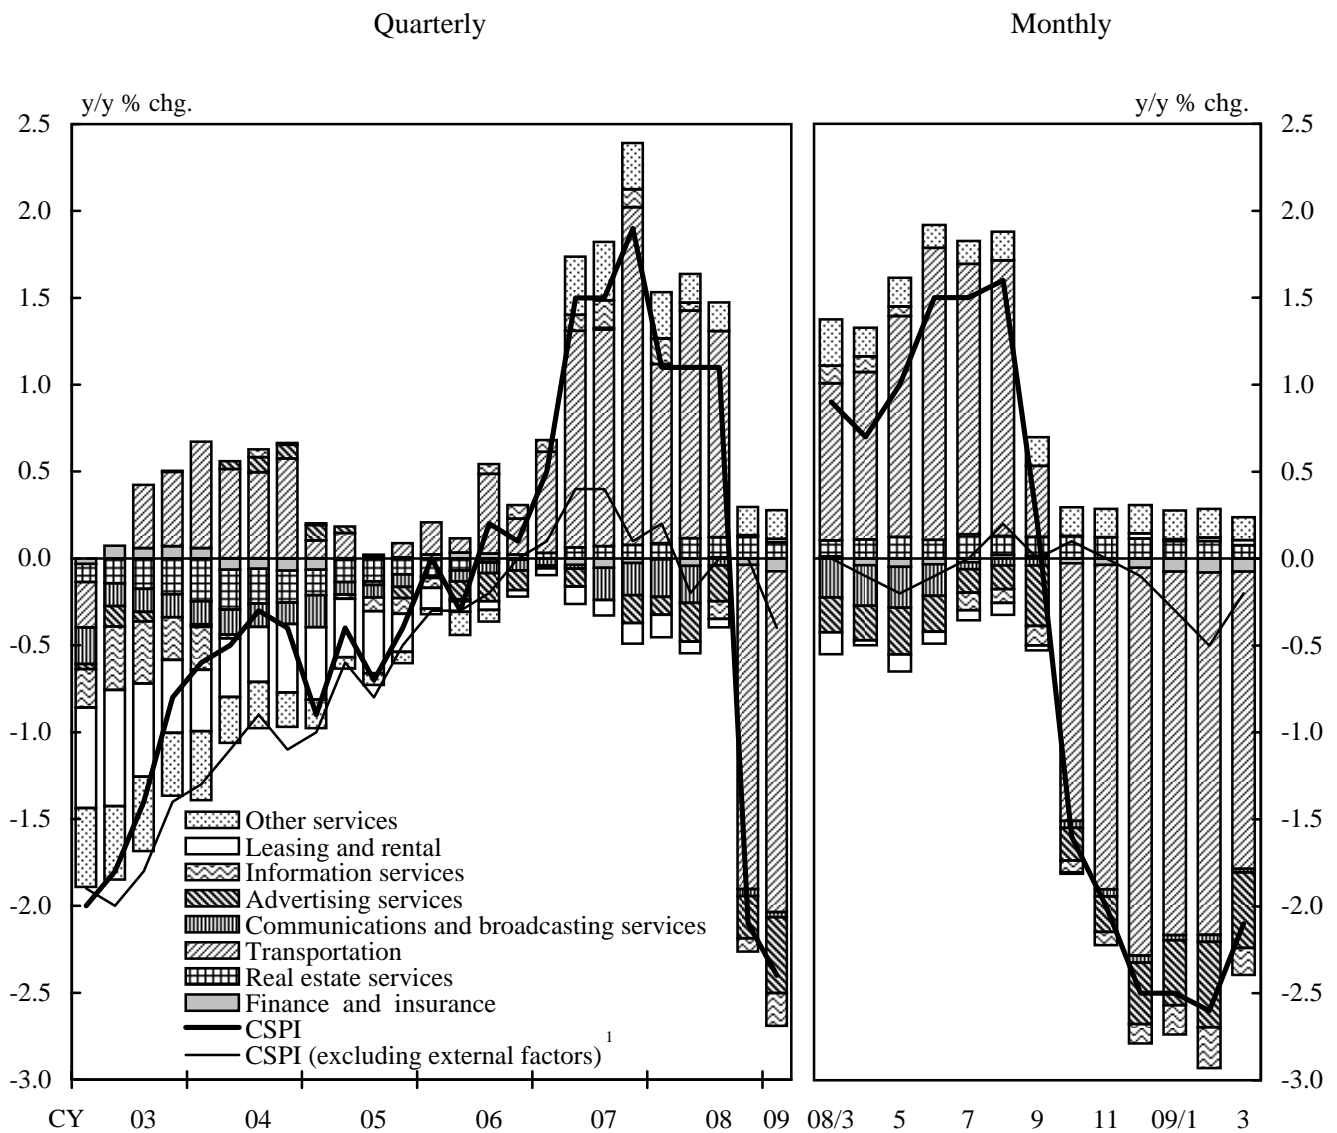 Quarterly Monthly
y/y % chg. y/y % chg.
2.5 2.5
2.0 2.0
1.5 1.5
1.0 1.0
0.5 0.5
0.0 0.0
-0.5 -0.5
-1.0 -1.0
-1.5 -1.5
-2.0 -2.0
-2.5 -2.5
-3.0 -3.0
Other services
Leasing and rental
Information services
Advertising services
Communications and broadcasting services
Transportation
Real estate services
Finance and insurance
CSPI
CSPI (excluding external factors) 1
CY 03 04 05 06 07 08 09 08/3 5 7 9 11 09/1 3